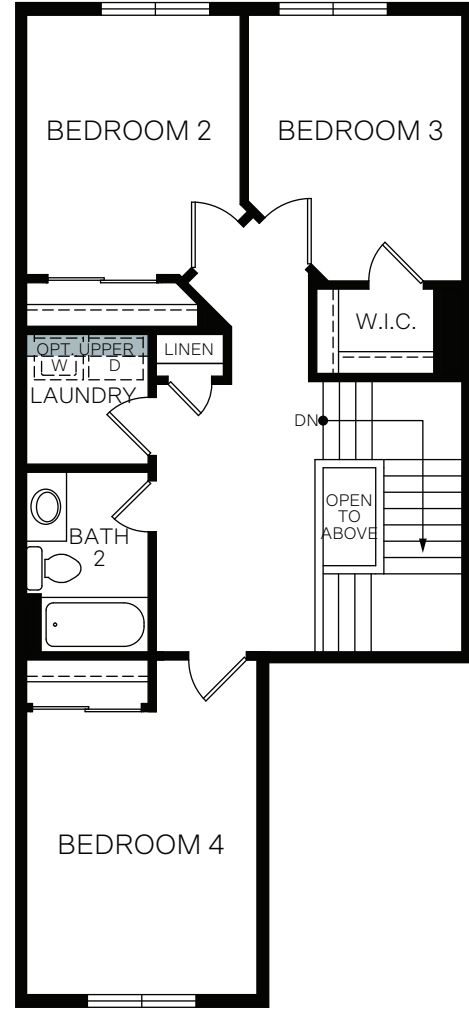 BEDROOM 2
BEDROOM 3
W.I.C.
OPT. UPPER
W
D
LINEN
LAUNDRY
DN
OPEN
TO
ABOVE
BATH
2
BEDROOM 4